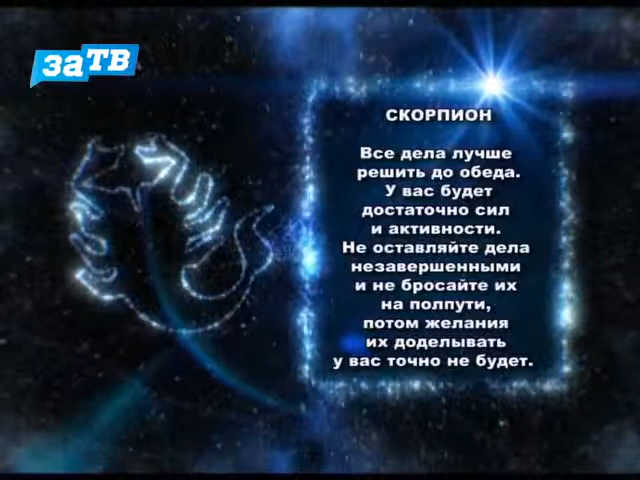 заТВ
СКОРПИОН
Все дела лучше
решить до обеда.
У вас будет
достаточно сил
и активности.
Не оставляйте дела
незавершенными
и не бросайте их
на полпути,
потом желания
их доделывать
у вас точно не будет.